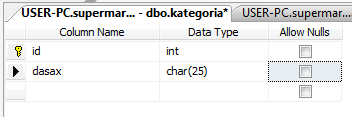 USER-PC.supermar... - dbo.kategoria* USER-PC.supermar...
Column Name Data Type Allow Nulls
id int
dasax char(25)